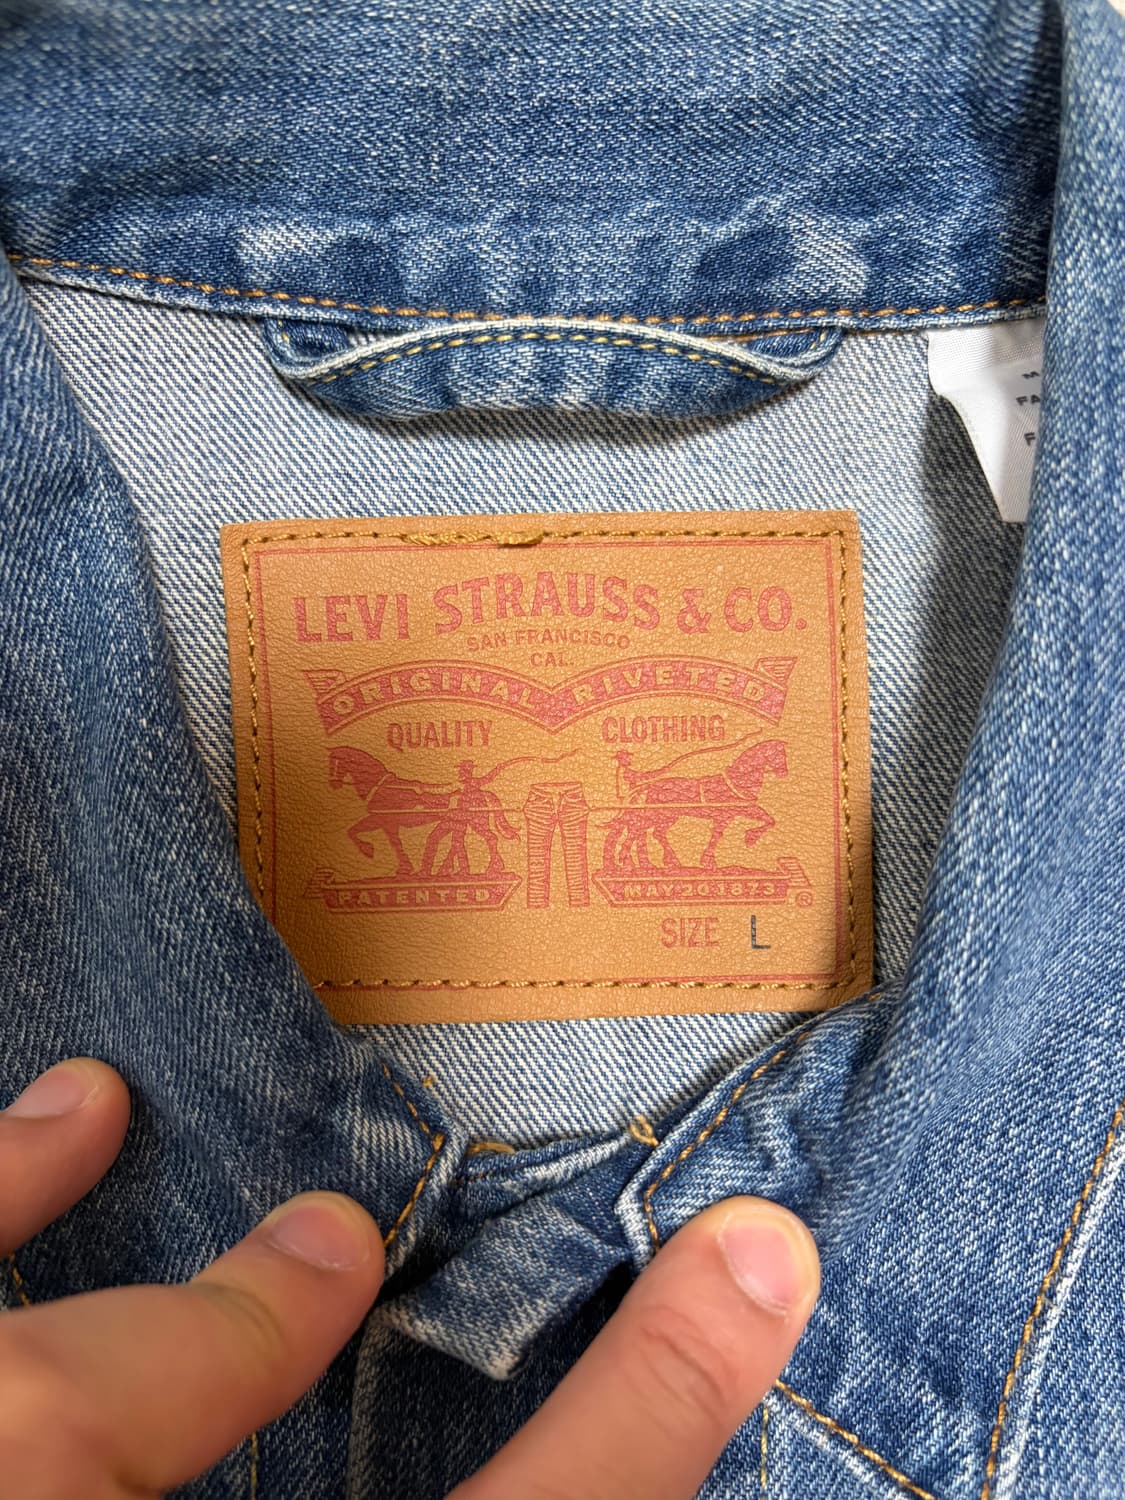 LEVI STRAUSS & CO.
SAN FRANCISCO
CAL.
ORIGINAL RIVETED
QUALITY CLOTHING
PATENTED MAY 20 1873
®
SIZE L